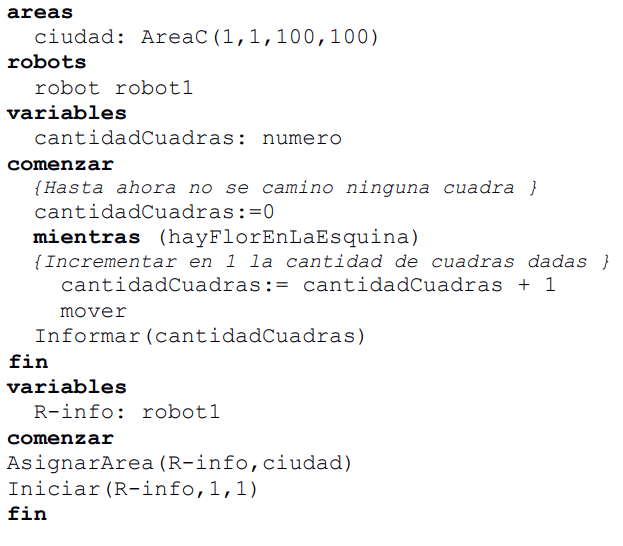 areas
ciudad: AreaC(1,1,100,100)
robots
robot robot1
variables
cantidadCuadras: numero
comenzar
{Hasta ahora no se camino ninguna cuadra }
cantidadCuadras:=0
mientras (hayFlorEnLaEsquina)
{Incrementar en 1 la cantidad de cuadras dadas }
cantidadCuadras:= cantidadCuadras + 1
mover
Informar(cantidadCuadras)
fin
variables
R-info: robot1
comenzar
AsignarArea(R-info,ciudad)
Iniciar(R-info,1,1)
fin